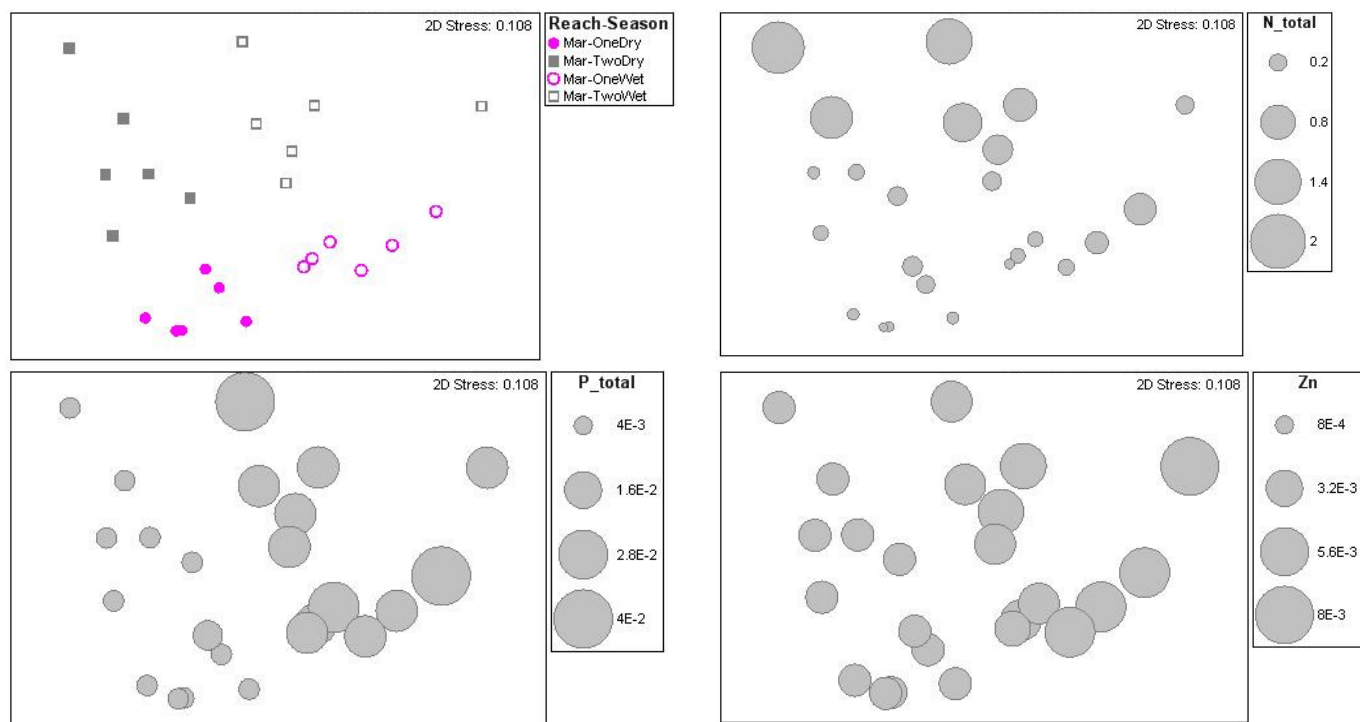 2D Stress: 0.108
Reach-Season
Mar-OneDry
Mar-TwoDry
Mar-OneWet
Mar-TwoWet
2D Stress: 0.108
N_total
0.2
0.8
1.4
2
2D Stress: 0.108
P_total
4E-3
1.6E-2
2.8E-2
4E-2
2D Stress: 0.108
Zn
8E-4
3.2E-3
5.6E-3
8E-3